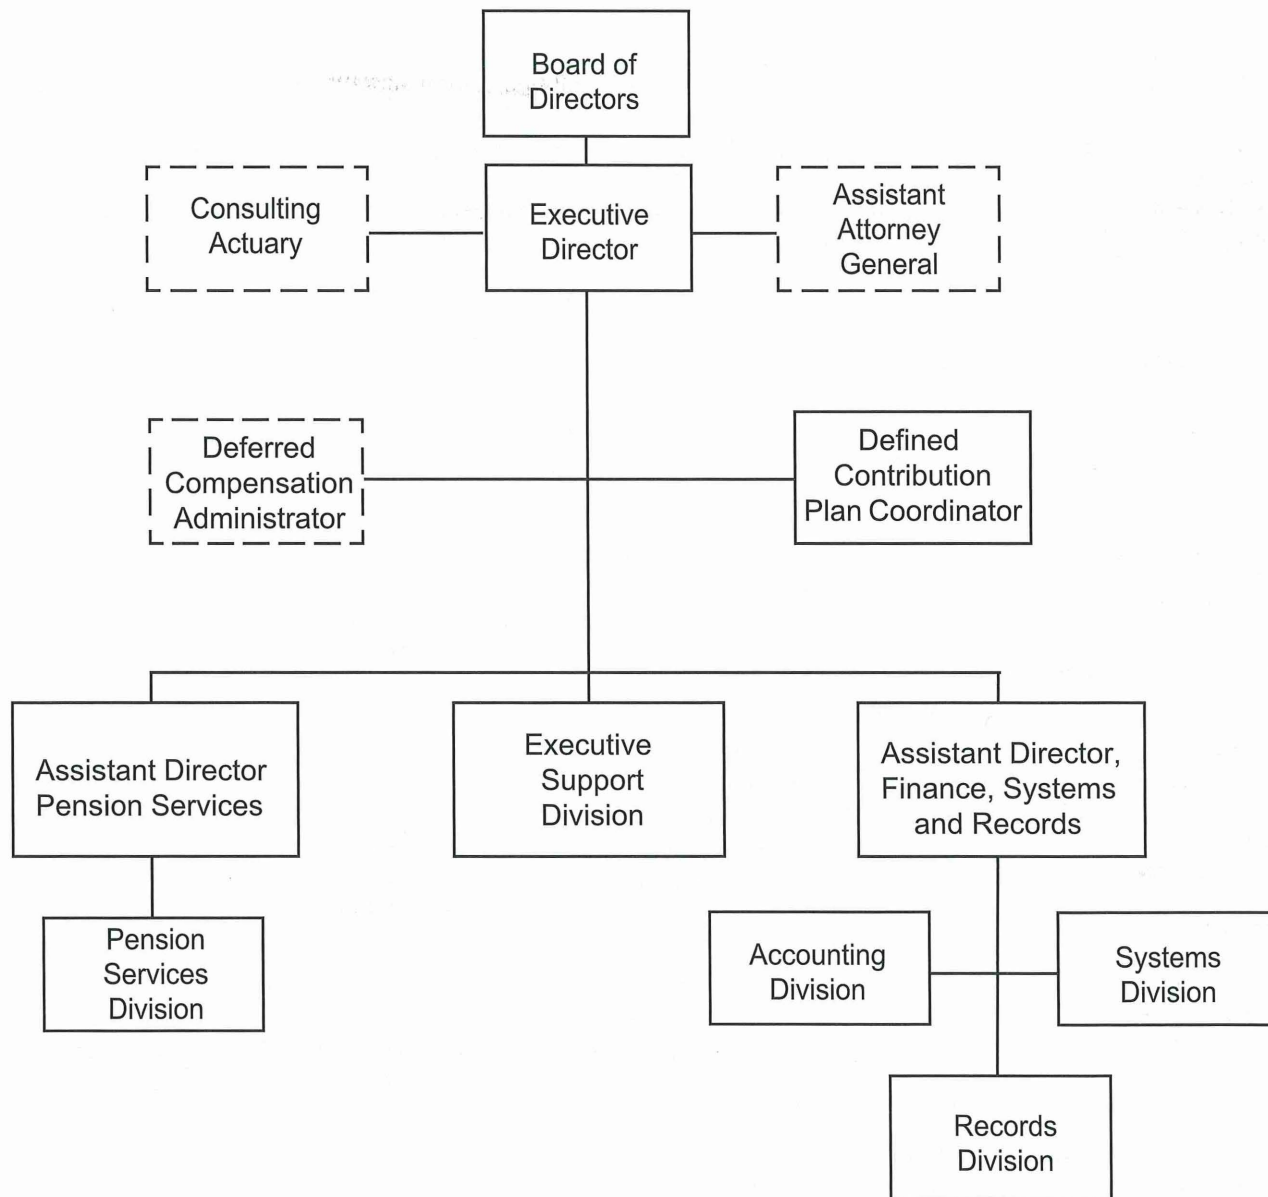 Board of
Directors
Consulting
Actuary
Executive
Director
Assistant
Attorney
General
Deferred
Compensation
Administrator
Defined
Contribution
Plan Coordinator
Assistant Director
Pension Services
Executive
Support
Division
Assistant Director,
Finance, Systems
and Records
Pension
Services
Division
Accounting
Division
Systems
Division
Records
Division